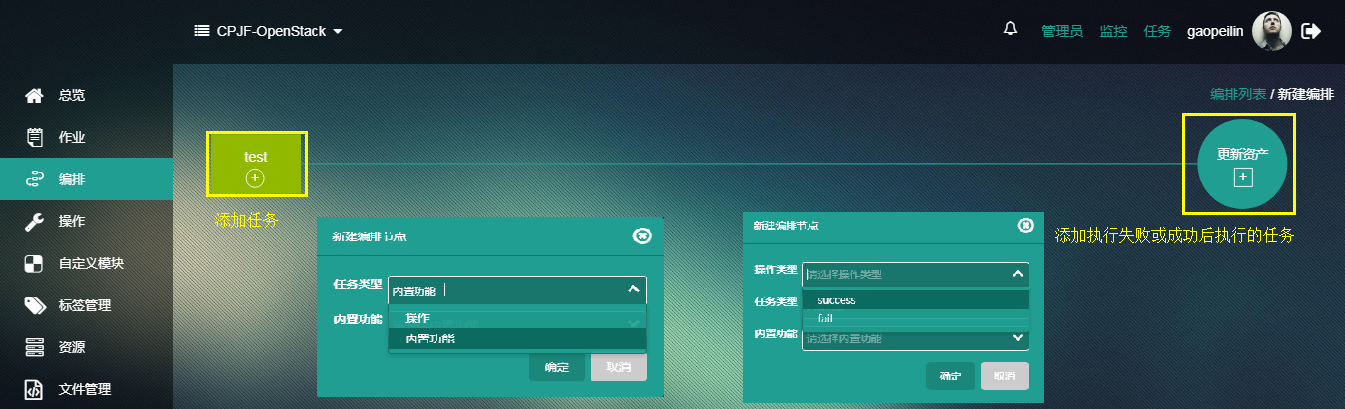 CPJF-OpenStack
管理员 监控 任务 gaopeilin
总览
作业
编排
操作
自定义模块
标签管理
资源
文件管理
编排列表 / 新建编排
test
添加任务
更新资产
添加执行失败或成功后执行的任务
新建编排节点
任务类型
内置功能
操作
内置功能
内置功能
确定 取消
新建编排节点
操作类型
请选择操作类型
success
任务类型
fail
内置功能
请选择内置功能
确定 取消